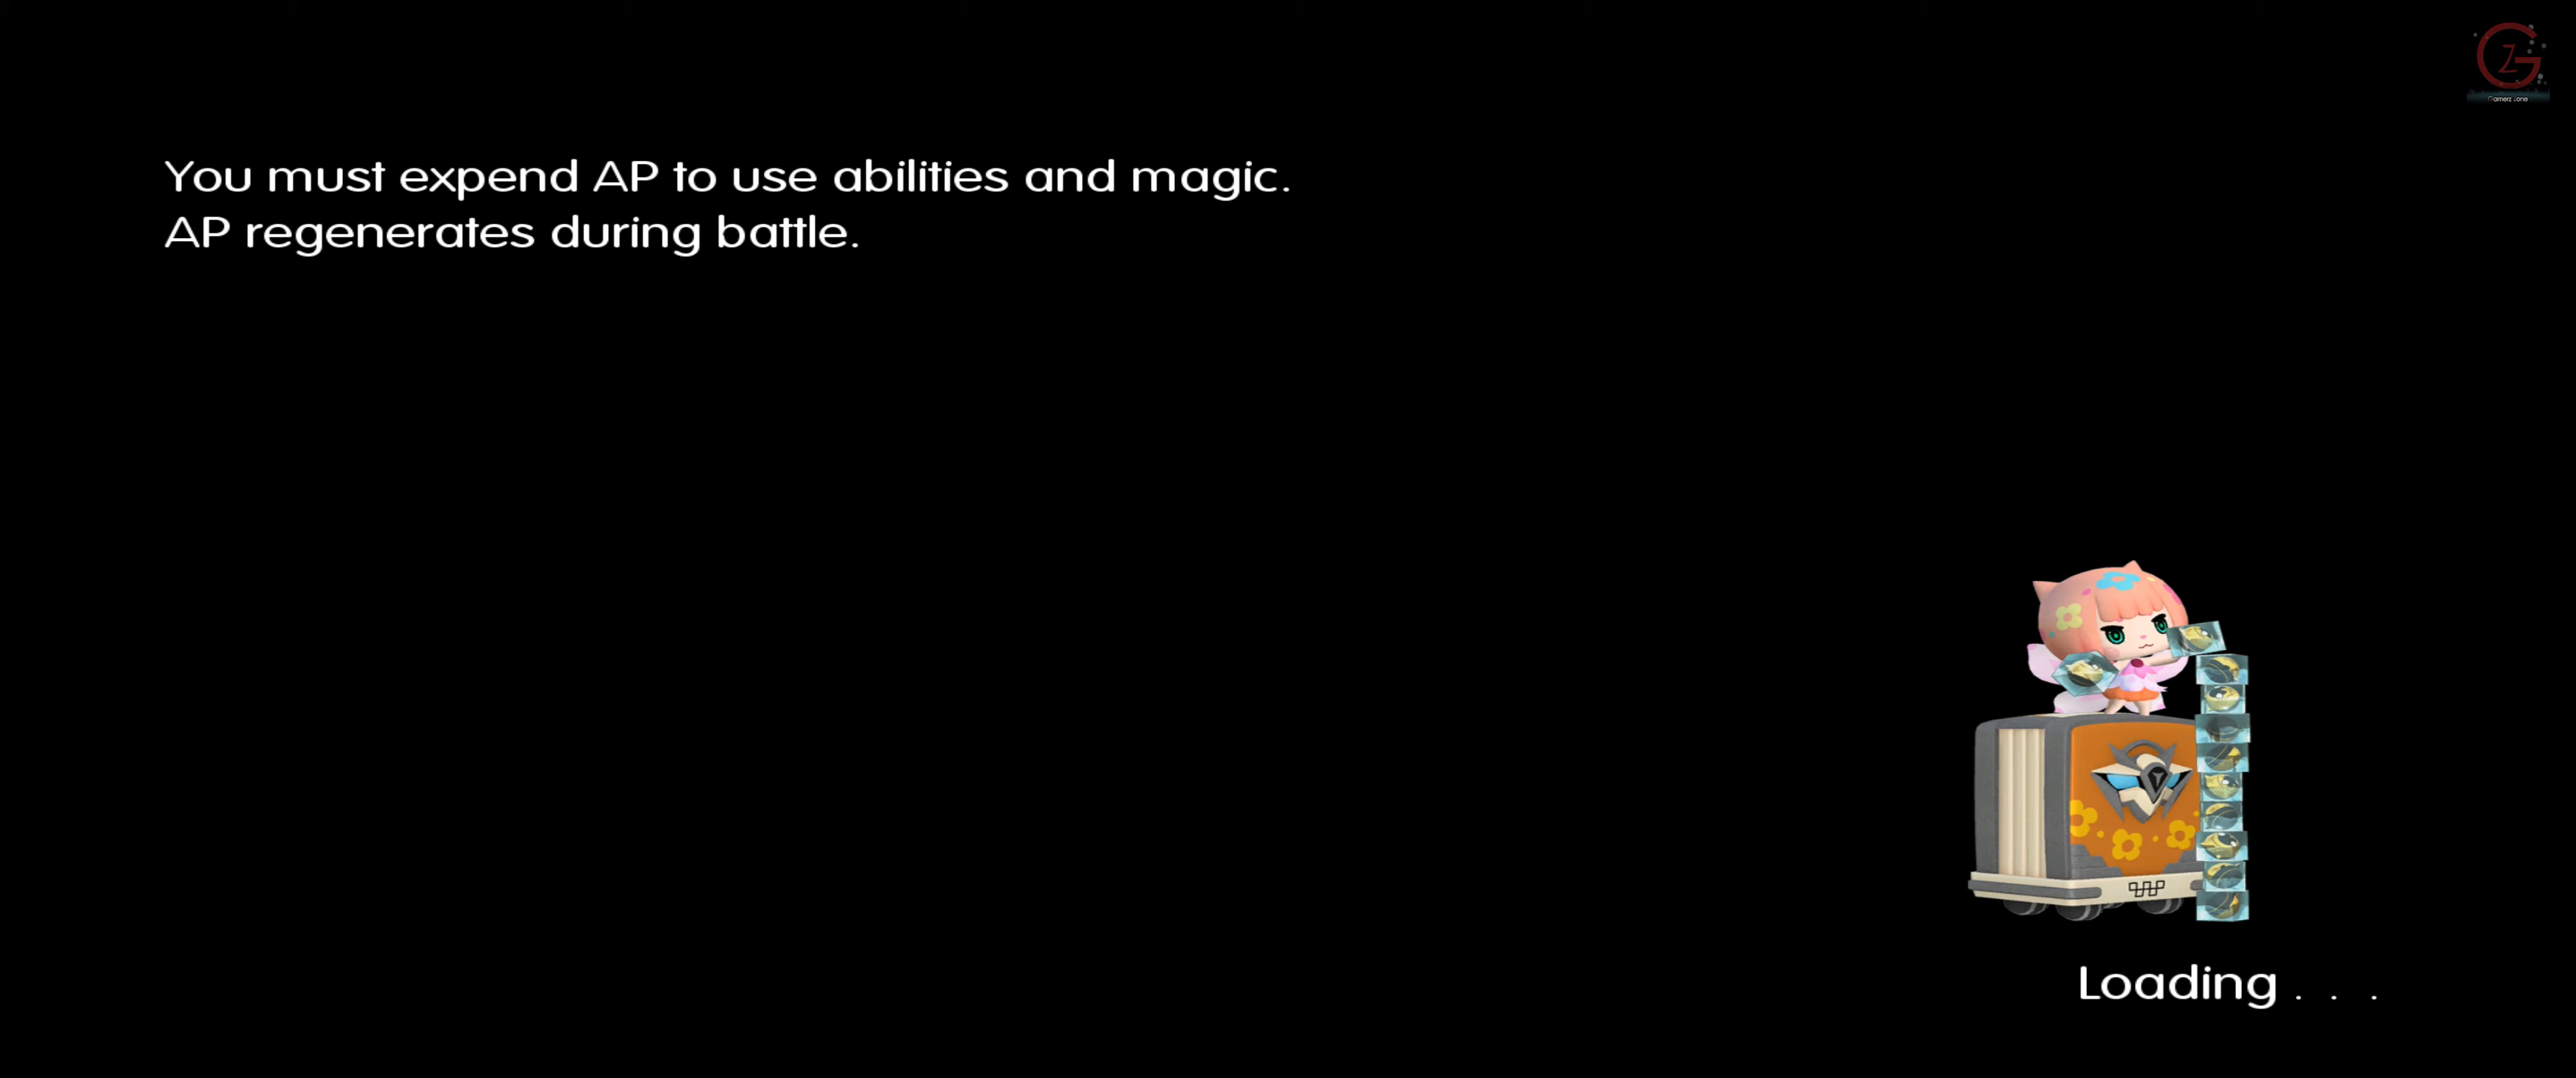 You must expend AP to use abilities and magic.
AP regenerates during battle.
Loading . . .